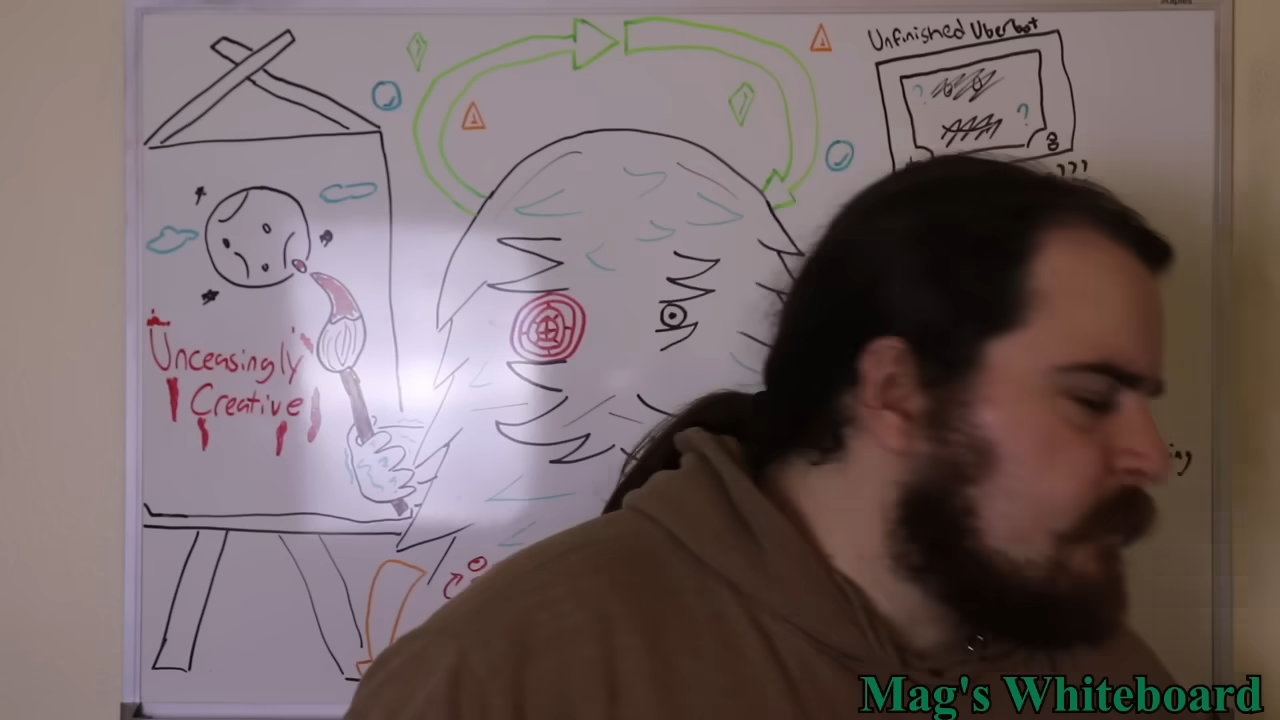 Unfinished Uberbot
?
?
???
Unceasingly
Creative
Mag's Whiteboard